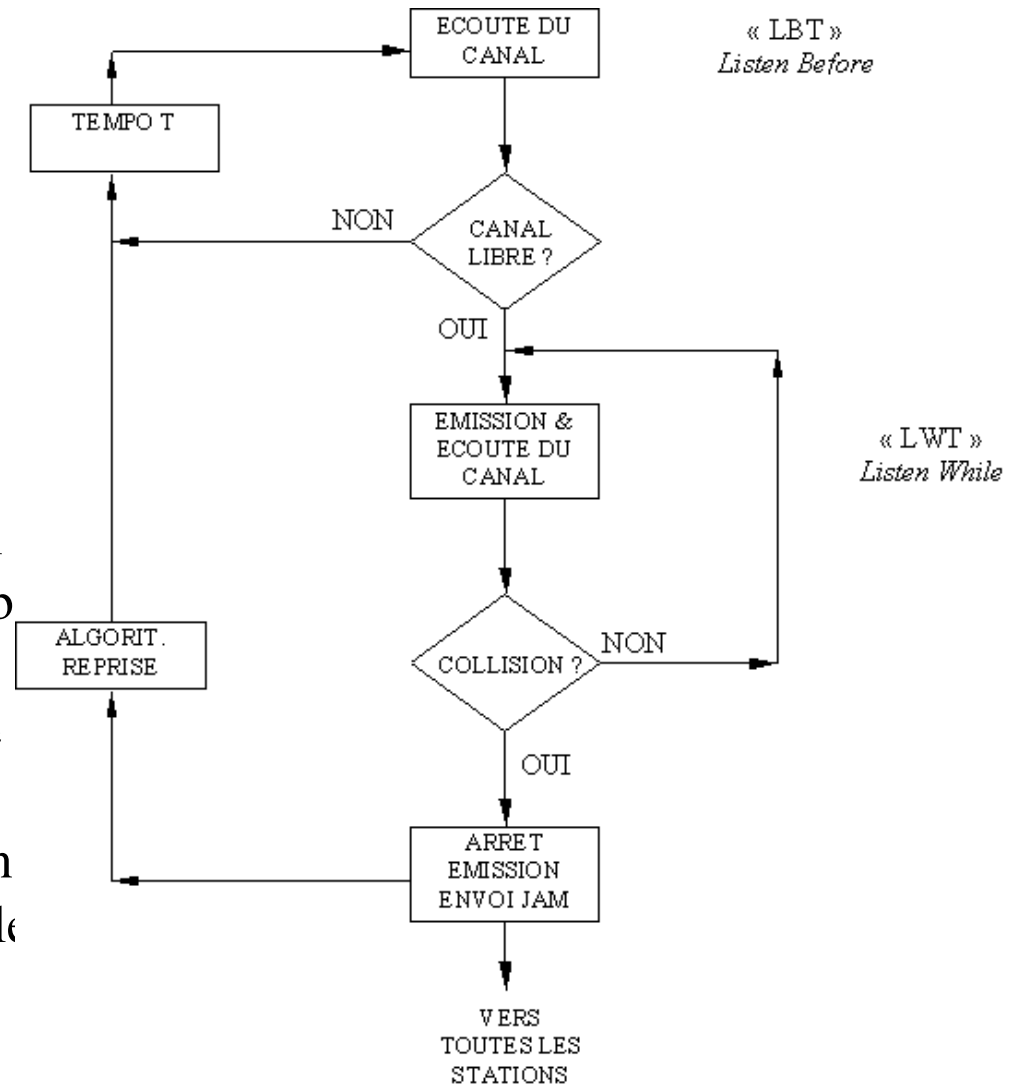 ECOUTE DU
CANAL
« LBT »
Listen Before
TEMPO T
NON
CANAL
LIBRE ?
OUI
EMISSION &
ECOUTE DU
CANAL
« LWT »
Listen While
ALGORIT.
REPRISE
COLLISION ?
NON
OUI
ARRET
EMISSION
ENVOI JAM
VERS
TOUTES LES
STATIONS